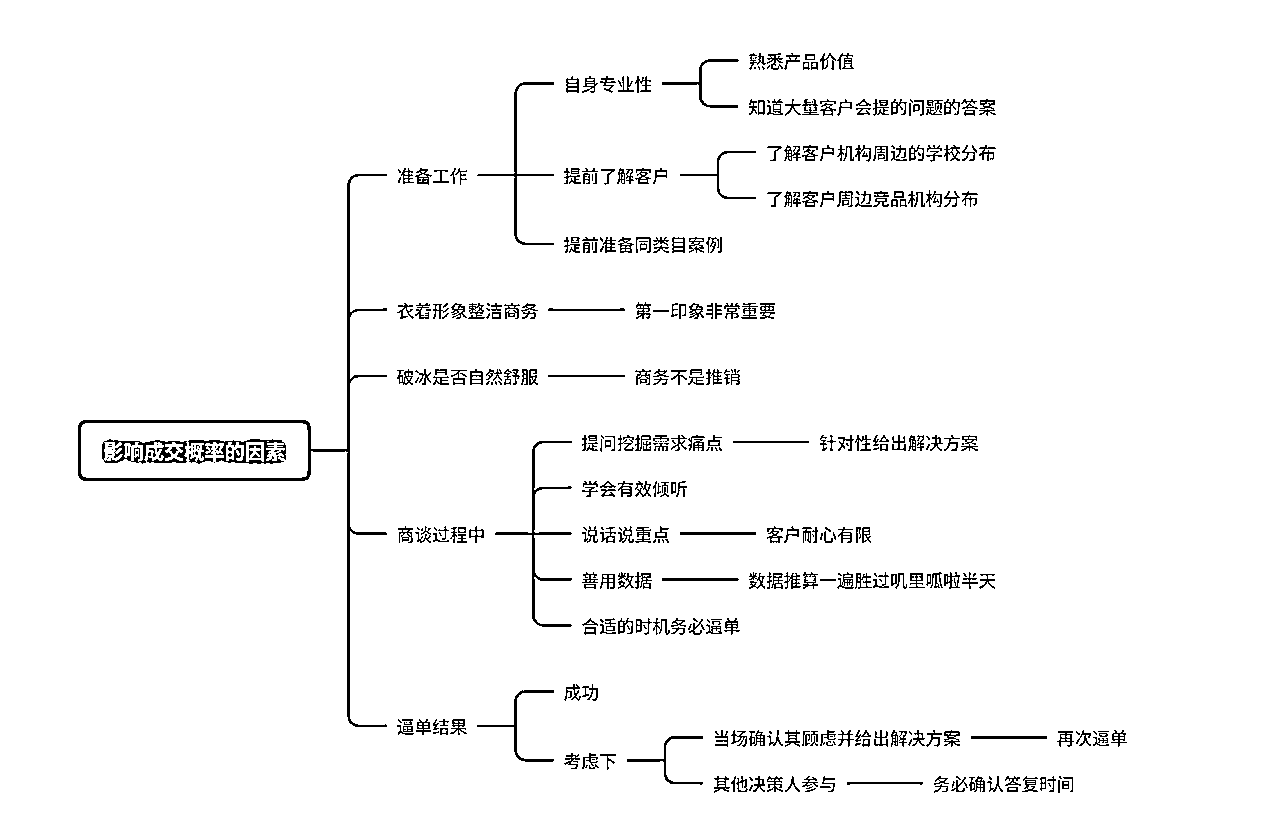 影响成交概率的因素
准备工作
自身专业性
熟悉产品价值
知道大量客户会提的问题的答案
提前了解客户
了解客户机构周边的学校分布
了解客户周边竞品机构分布
提前准备同类目案例
衣着形象整洁商务
第一印象非常重要
破冰是否自然舒服
商务不是推销
商谈过程中
提问挖掘需求痛点
针对性给出解决方案
学会有效倾听
说话说重点
客户耐心有限
善用数据
数据推算一遍胜过叽里呱啦半天
合适的时机务必逼单
逼单结果
成功
考虑下
当场确认其顾虑并给出解决方案
再次逼单
其他决策人参与
务必确认答复时间